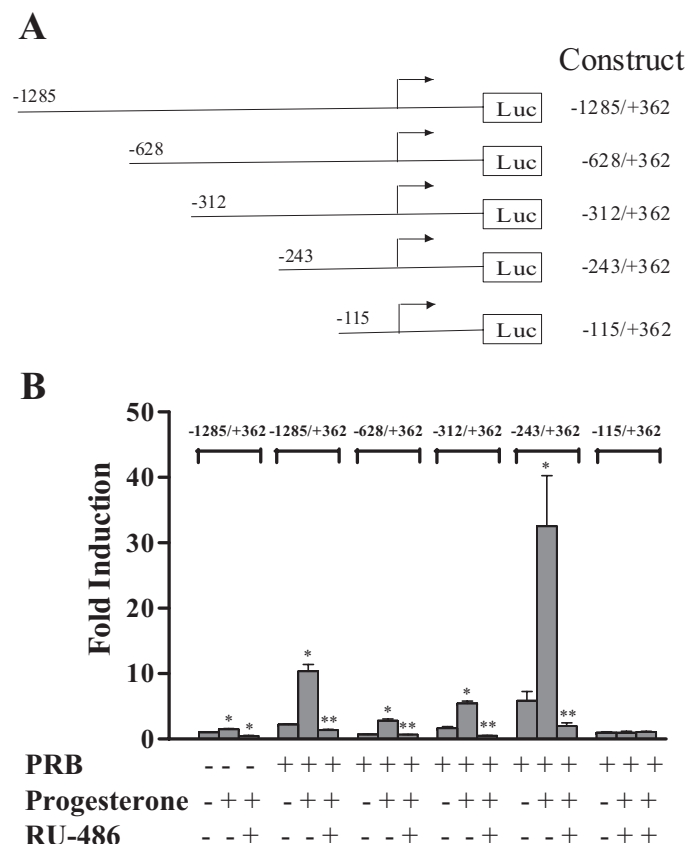 A
Construct
-1285
Luc
-1285/+362
-628
Luc
-628/+362
-312
Luc
-312/+362
-243
Luc
-243/+362
-115
Luc
-115/+362
B
Fold Induction
50
40
30
20
10
0
-1285/+362 -1285/+362 -628/+362 -312/+362 -243/+362 -115/+362
* *
* **
* **
* **
* **
PRB - - - + + + + + + + + + + + + + + +
Progesterone - + + - + + - + + - + + - + + - + +
RU-486 - - + - - + - - + - - + - - + - + +